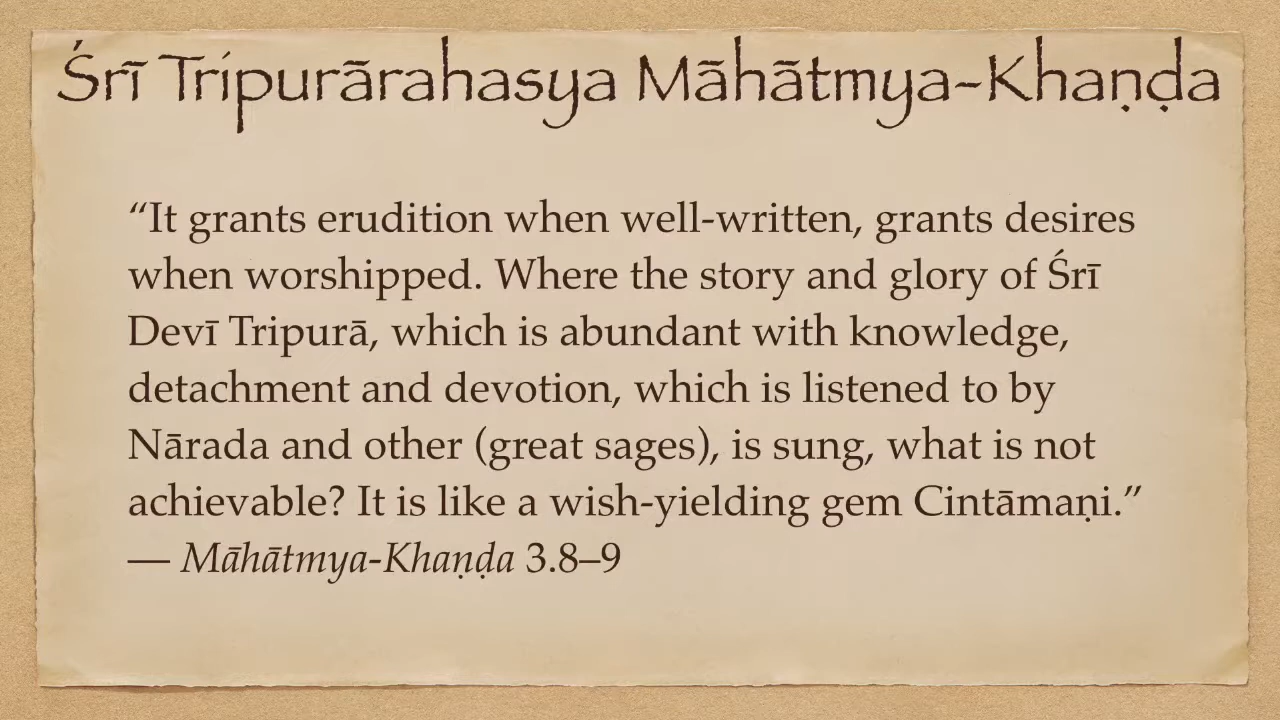 Śrī Tripurārahasya Māhātmya-Khaṇḍa
“It grants erudition when well-written, grants desires
when worshipped. Where the story and glory of Śrī
Devī Tripurā, which is abundant with knowledge,
detachment and devotion, which is listened to by
Nārada and other (great sages), is sung, what is not
achievable? It is like a wish-yielding gem Cintāmaṇi.”
— Māhātmya-Khaṇḍa 3.8–9